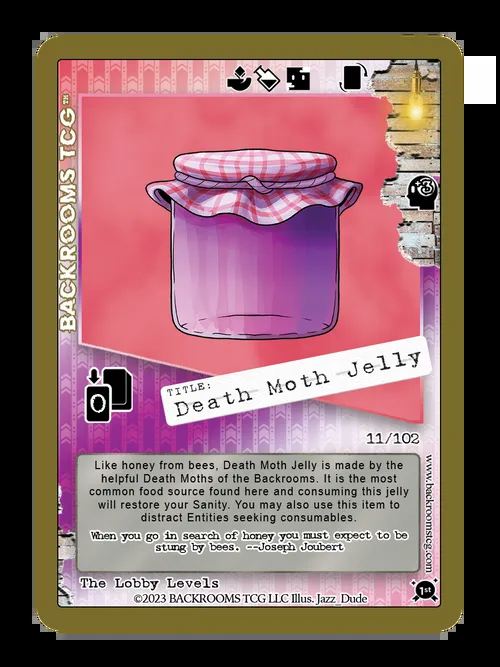 BACKROOMS TCG™
+3
0
TITLE:
Death Moth Jelly
11/102
Like honey from bees, Death Moth Jelly is made by the
helpful Death Moths of the Backrooms. It is the most
common food source found here and consuming this jelly
will restore your Sanity. You may also use this item to
distract Entities seeking consumables.
When you go in search of honey you must expect to be
stung by bees. --Joseph Joubert
www.backroomstcg.com
The Lobby Levels
©2023 BACKROOMS TCG LLC Illus. Jazz_Dude
1st